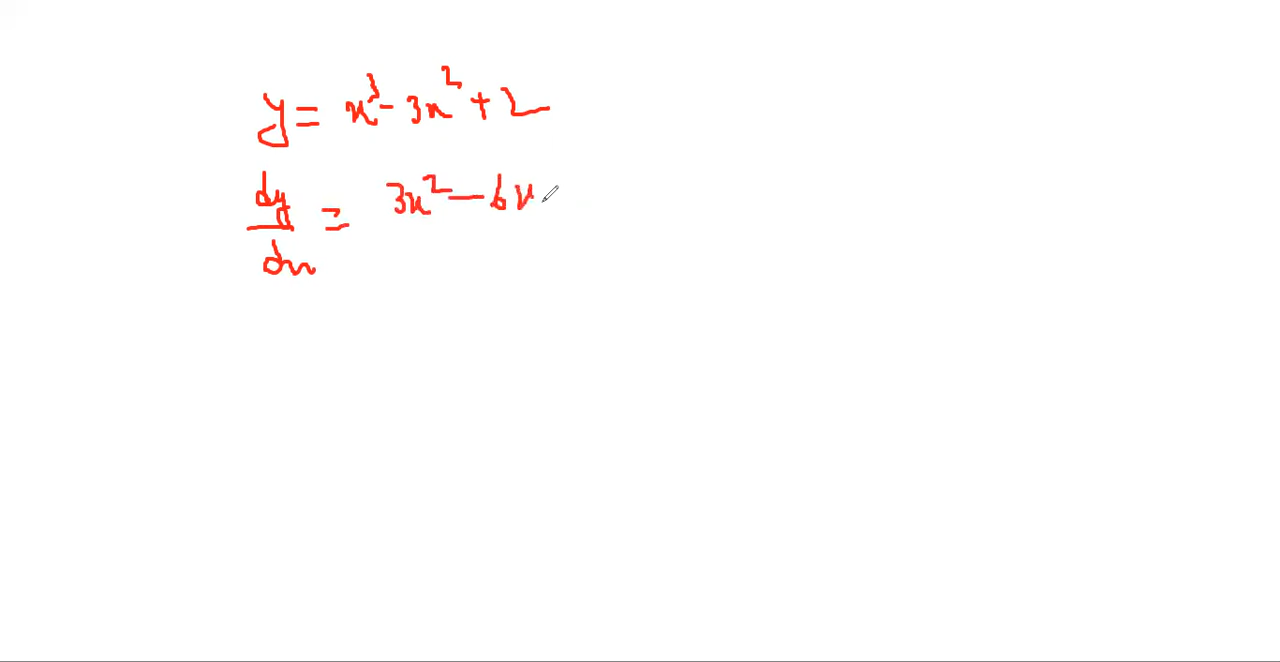 y = x³ - 3x² + 2
dy/dx = 3x² - 6x